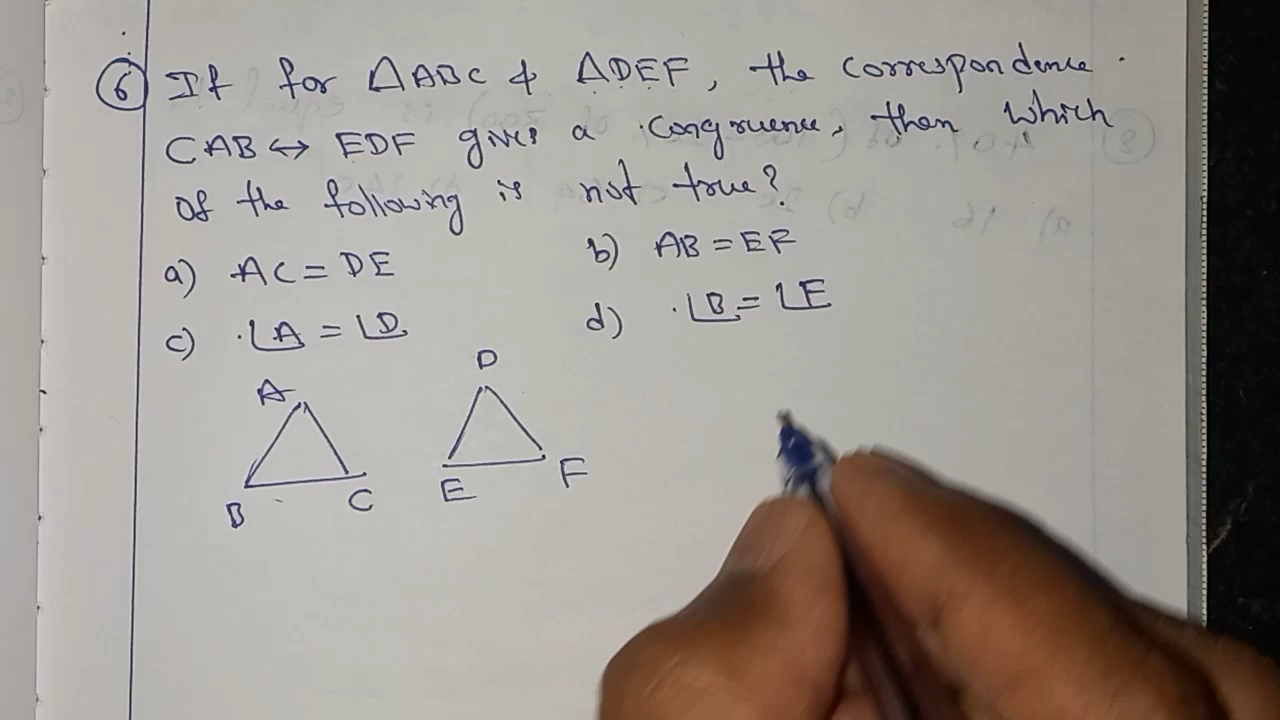 6 If for △ABC & △DEF, the correspondence
CAB ↔ EDF gives a congruence, then which
of the following is not true?
a) AC = DE b) AB = EF
c) ∠A = ∠D d) ∠B = ∠E
A D
B C E F